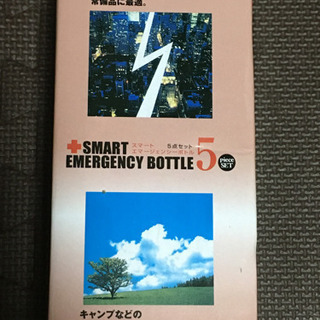 常備品に最適。
SMART スマート 5点セット
EMERGENCY BOTTLE エマージェンシーボトル
5 piece SET
キャンプなどの